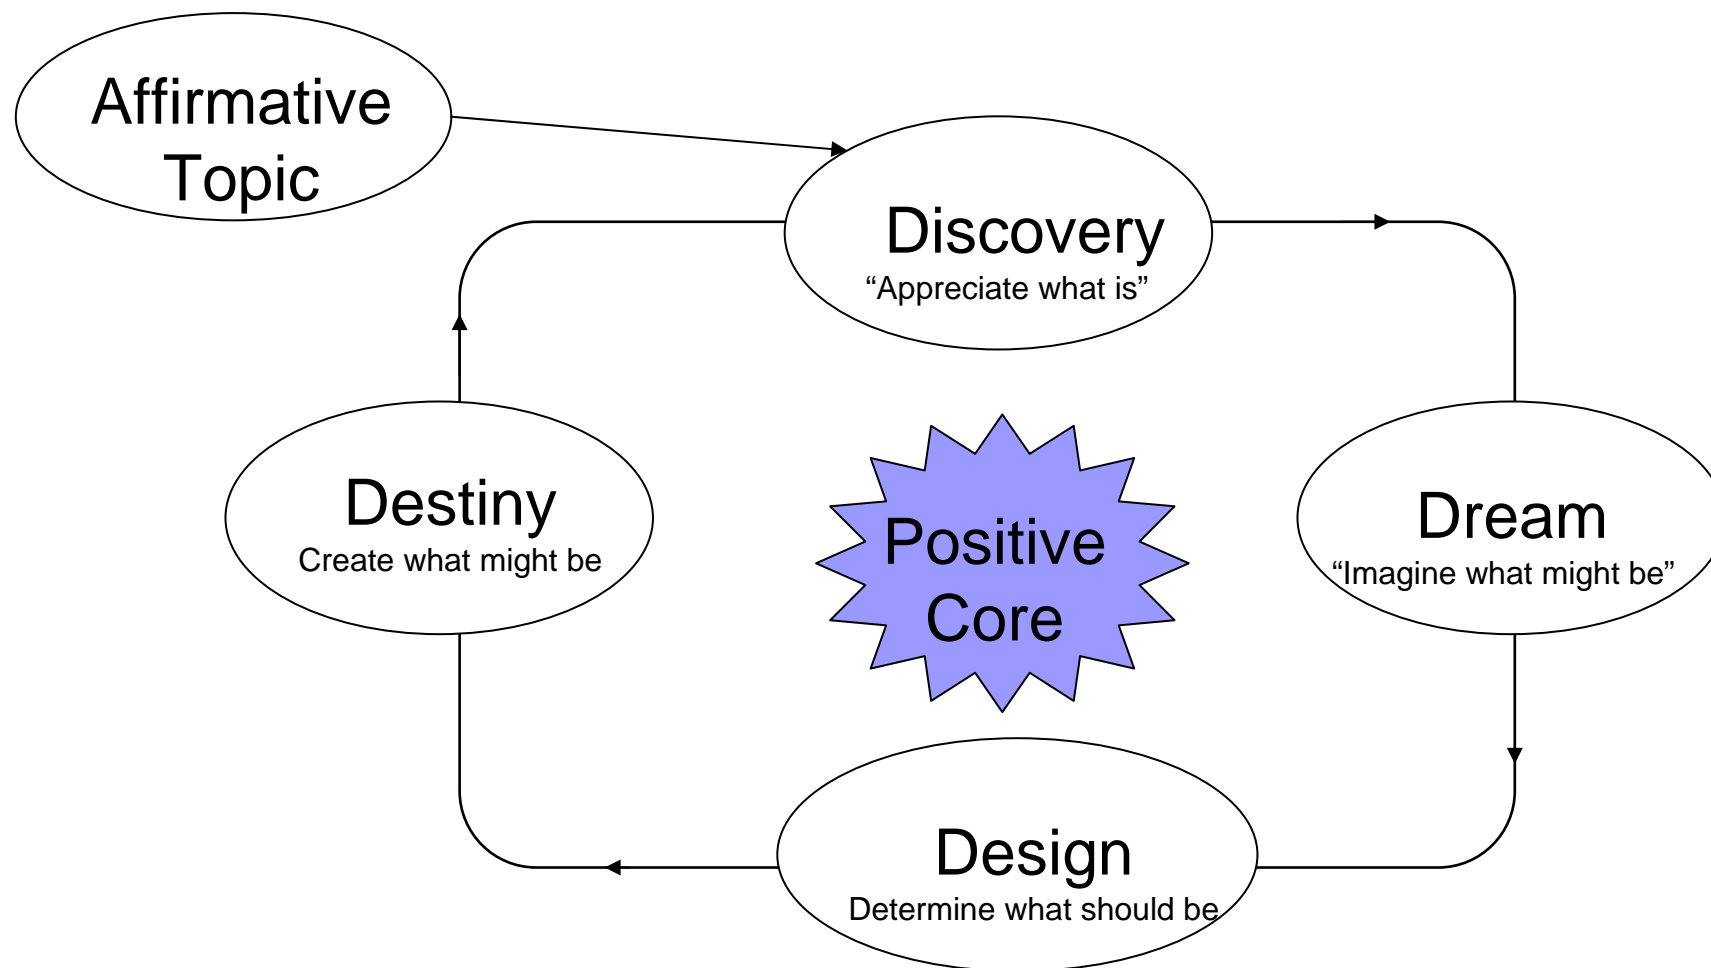 Affirmative
Topic
Discovery
“Appreciate what is”
Destiny
Create what might be
Positive
Core
Dream
“Imagine what might be”
Design
Determine what should be